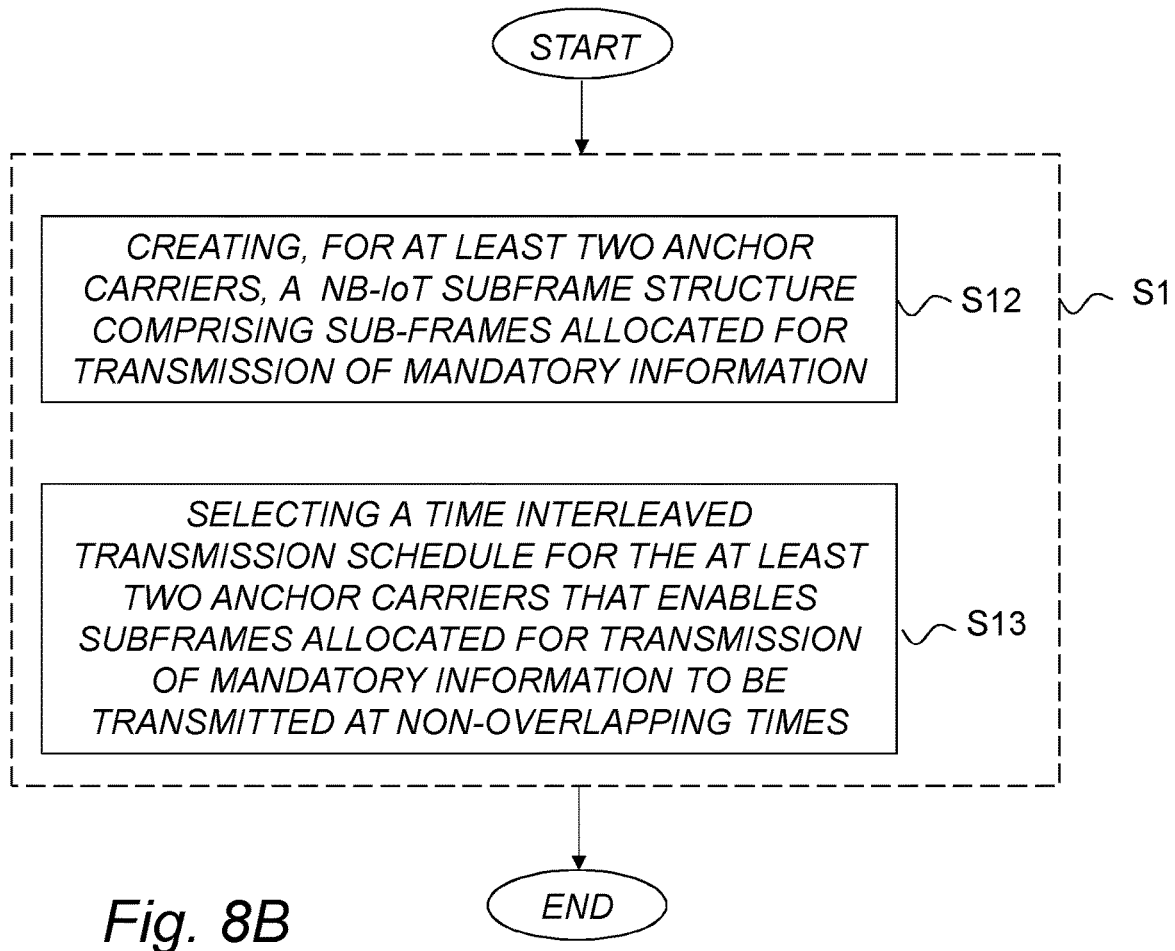 START
CREATING, FOR AT LEAST TWO ANCHOR
CARRIERS, A NB-IoT SUBFRAME STRUCTURE
COMPRISING SUB-FRAMES ALLOCATED FOR
TRANSMISSION OF MANDATORY INFORMATION
S12
S1
SELECTING A TIME INTERLEAVED
TRANSMISSION SCHEDULE FOR THE AT LEAST
TWO ANCHOR CARRIERS THAT ENABLES
SUBFRAMES ALLOCATED FOR TRANSMISSION
OF MANDATORY INFORMATION TO BE
TRANSMITTED AT NON-OVERLAPPING TIMES
S13
END
Fig. 8B